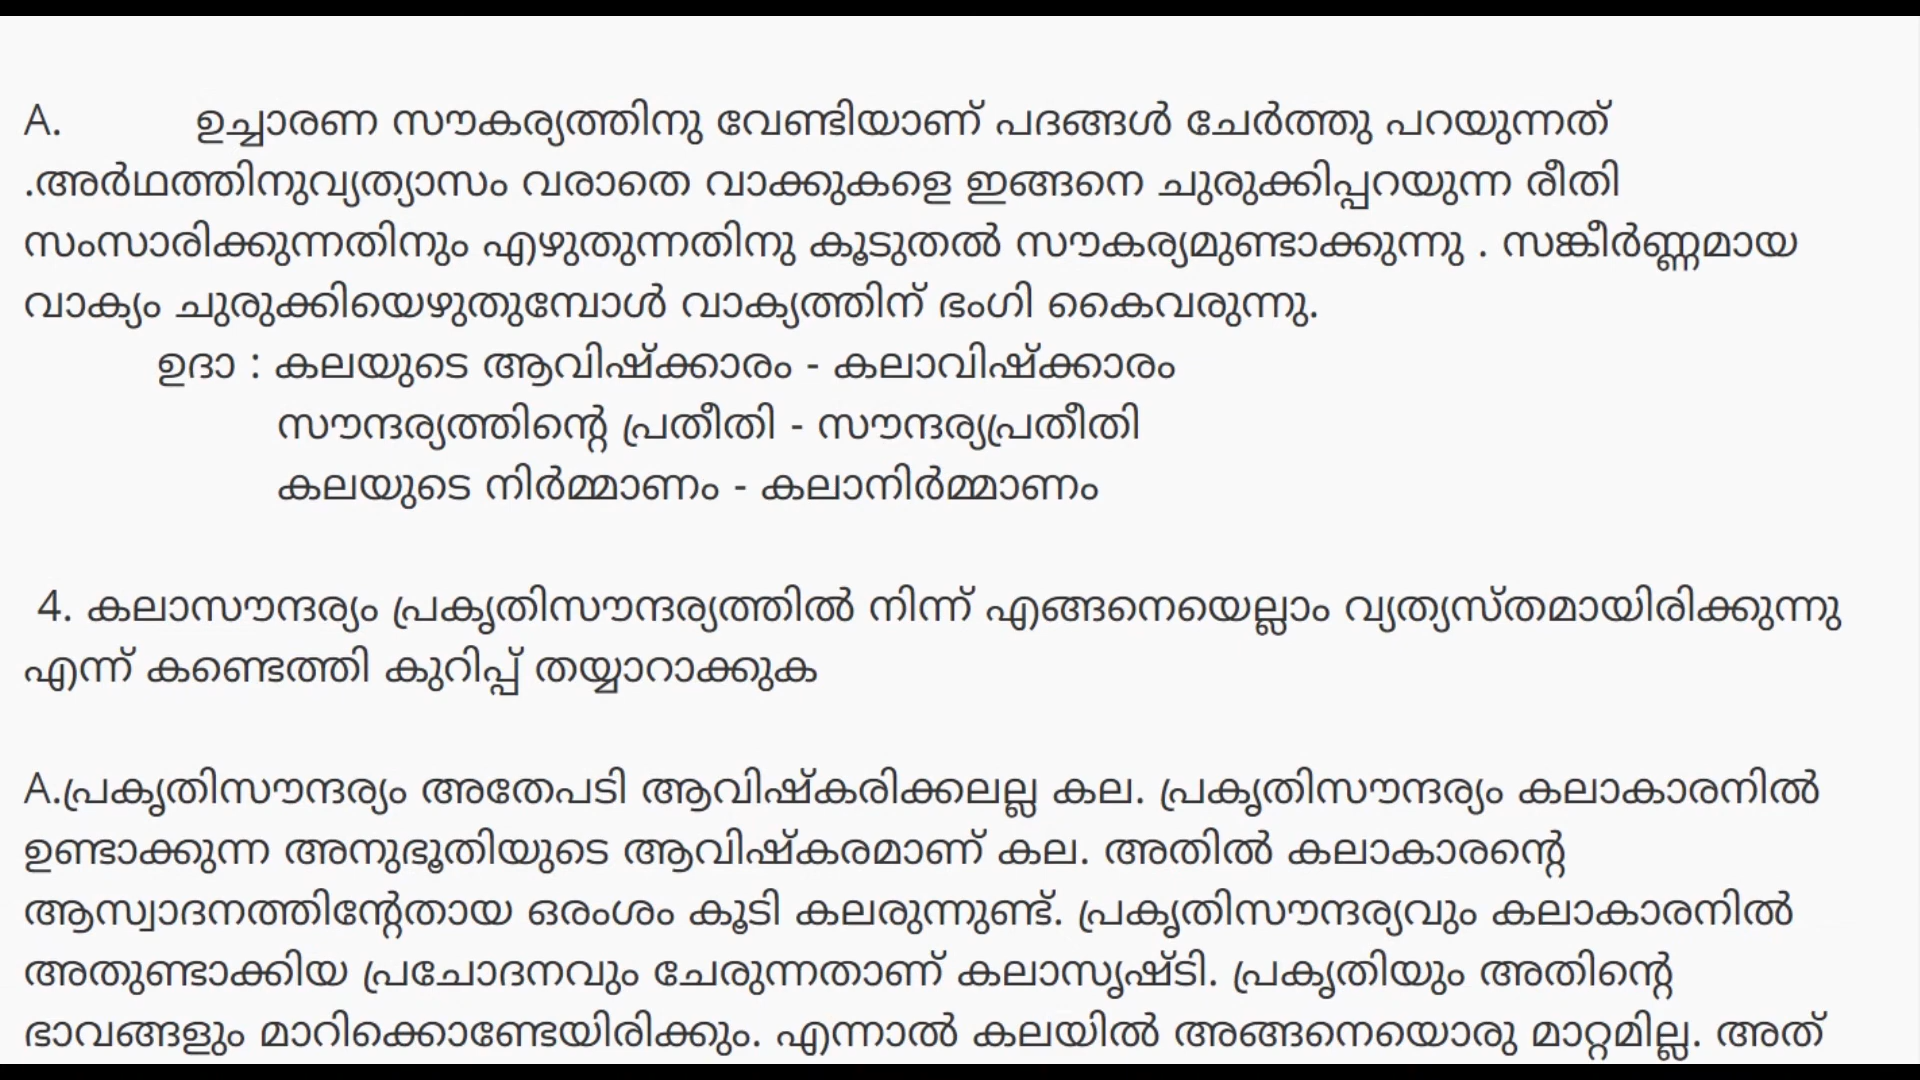 A. ഉച്ചാരണ സൗകര്യത്തിനു വേണ്ടിയാണ് പദങ്ങൾ ചേർത്തു പറയുന്നത്
.അർഥത്തിനുവ്യത്യാസം വരാതെ വാക്കുകളെ ഇങ്ങനെ ചുരുക്കിപ്പറയുന്ന രീതി
സംസാരിക്കുന്നതിനും എഴുതുന്നതിനു കൂടുതൽ സൗകര്യമുണ്ടാക്കുന്നു . സങ്കീർണ്ണമായ
വാക്യം ചുരുക്കിയെഴുതുമ്പോൾ വാക്യത്തിന് ഭംഗി കൈവരുന്നു.
ഉദാ : കലയുടെ ആവിഷ്ക്കാരം - കലാവിഷ്ക്കാരം
സൗന്ദര്യത്തിന്റെ പ്രതീതി - സൗന്ദര്യപ്രതീതി
കലയുടെ നിർമ്മാണം - കലാനിർമ്മാണം
4. കലാസൗന്ദര്യം പ്രകൃതിസൗന്ദര്യത്തിൽ നിന്ന് എങ്ങനെയെല്ലാം വ്യത്യസ്തമായിരിക്കുന്നു
എന്ന് കണ്ടെത്തി കുറിപ്പ് തയ്യാറാക്കുക
A.പ്രകൃതിസൗന്ദര്യം അതേപടി ആവിഷ്കരിക്കലല്ല കല. പ്രകൃതിസൗന്ദര്യം കലാകാരനിൽ
ഉണ്ടാക്കുന്ന അനുഭൂതിയുടെ ആവിഷ്കരമാണ് കല. അതിൽ കലാകാരന്റെ
ആസ്വാദനത്തിന്റേതായ ഒരംശം കൂടി കലരുന്നുണ്ട്. പ്രകൃതിസൗന്ദര്യവും കലാകാരനിൽ
അതുണ്ടാക്കിയ പ്രചോദനവും ചേരുന്നതാണ് കലാസൃഷ്ടി. പ്രകൃതിയും അതിന്റെ
ഭാവങ്ങളും മാറിക്കൊണ്ടേയിരിക്കും. എന്നാൽ കലയിൽ അങ്ങനെയൊരു മാറ്റമില്ല. അത്